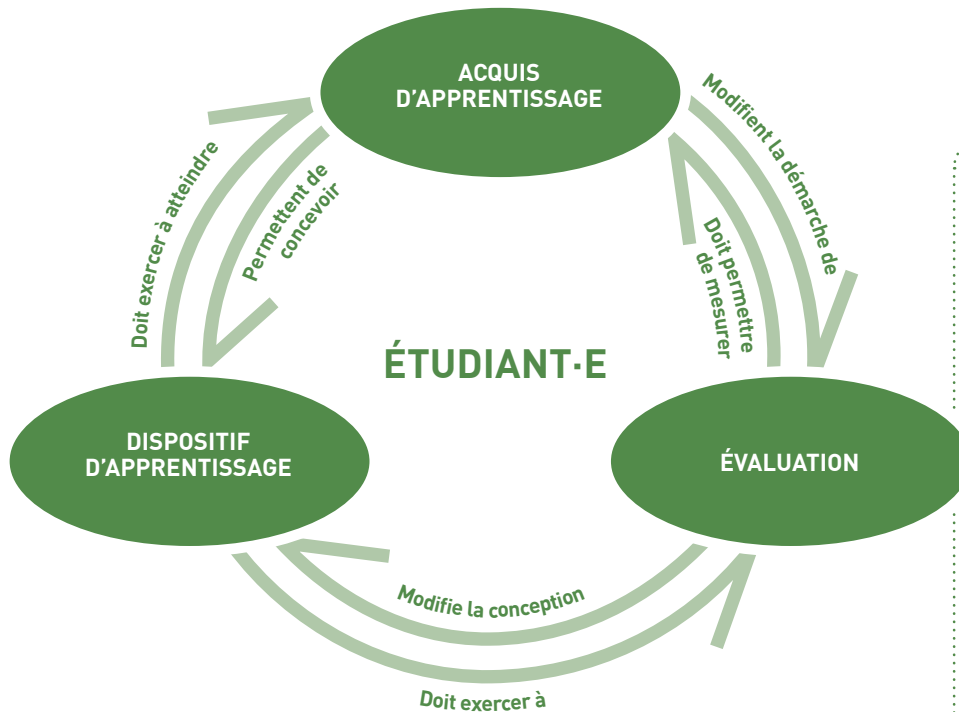 ACQUIS
D'APPRENTISSAGE
Modifient la démarche de
Doit exercer à atteindre
Permettent de
concevoir
Doit permettre
de mesurer
ÉTUDIANT·E
DISPOSITIF
D'APPRENTISSAGE
ÉVALUATION
Modifie la conception
Doit exercer à